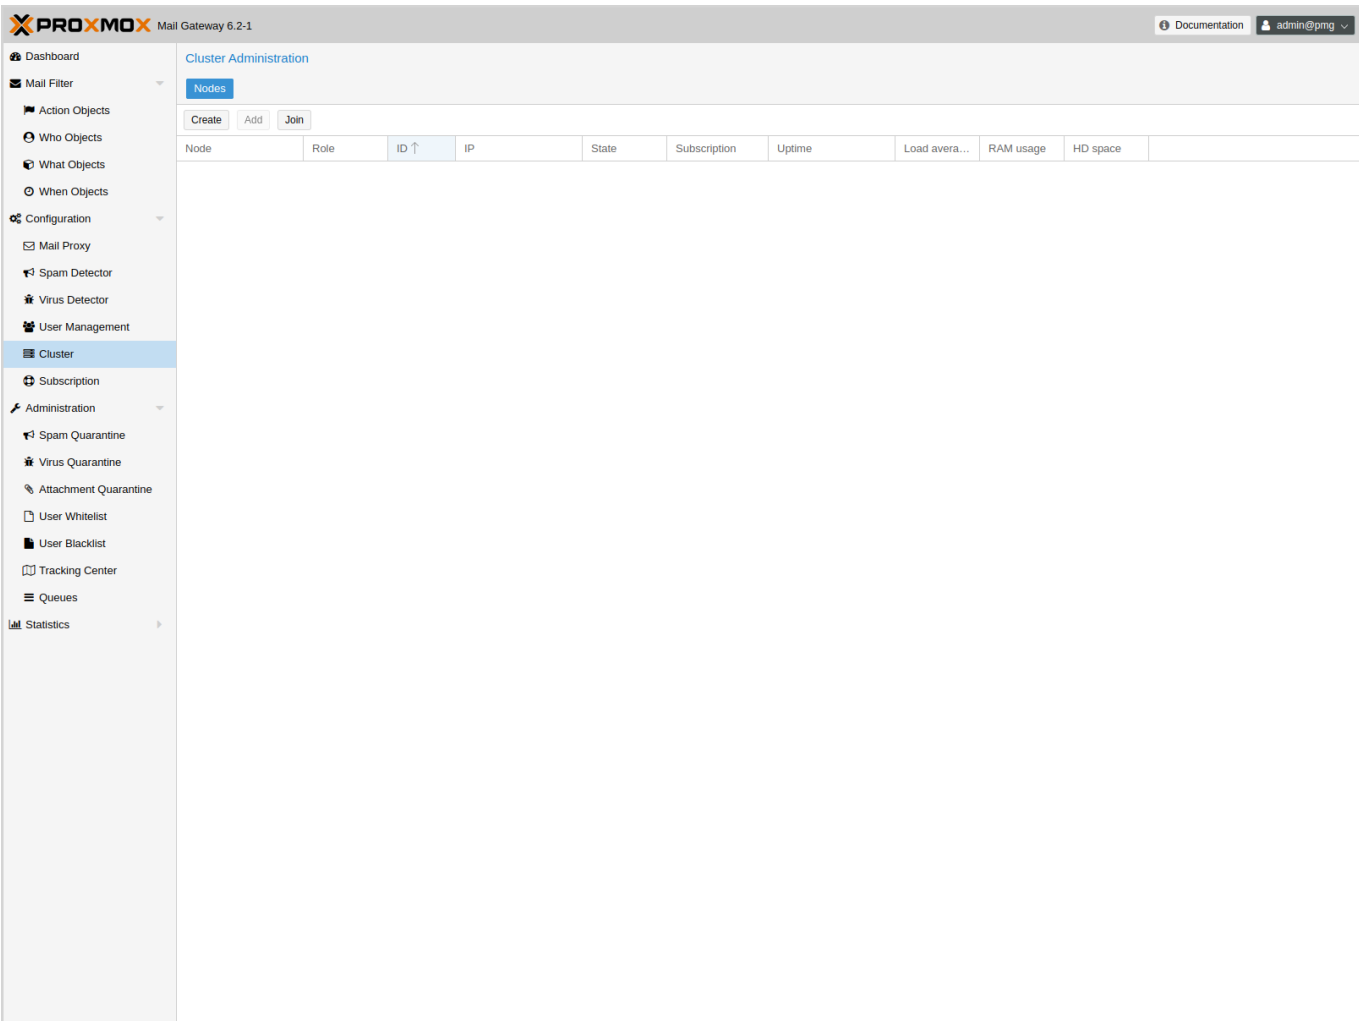 PROXMOX Mail Gateway 6.2-1
Documentation
admin@pmg
Dashboard
Mail Filter
Action Objects
Who Objects
What Objects
When Objects
Configuration
Mail Proxy
Spam Detector
Virus Detector
User Management
Cluster
Subscription
Administration
Spam Quarantine
Virus Quarantine
Attachment Quarantine
User Whitelist
User Blacklist
Tracking Center
Queues
Statistics
Cluster Administration
Nodes
Create Add Join
Node Role ID IP State Subscription Uptime Load avera... RAM usage HD space